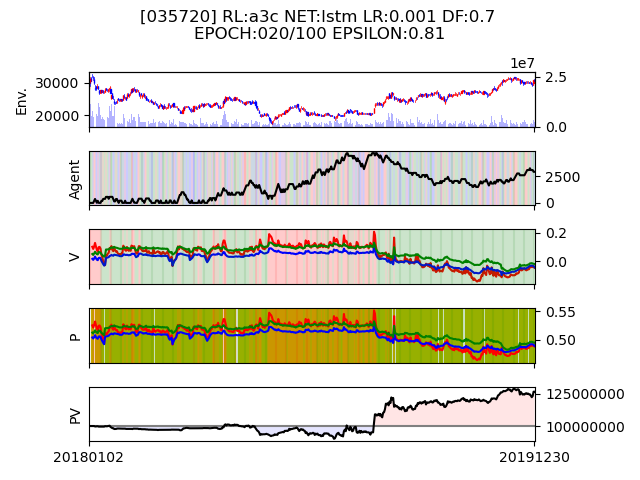 [035720] RL:a3c NET:lstm LR:0.001 DF:0.7
EPOCH:020/100 EPSILON:0.81
1e7
Env.
30000
20000
2.5
0.0
Agent
2500
0
V
0.2
0.0
P
0.55
0.50
PV
125000000
100000000
20180102
20191230